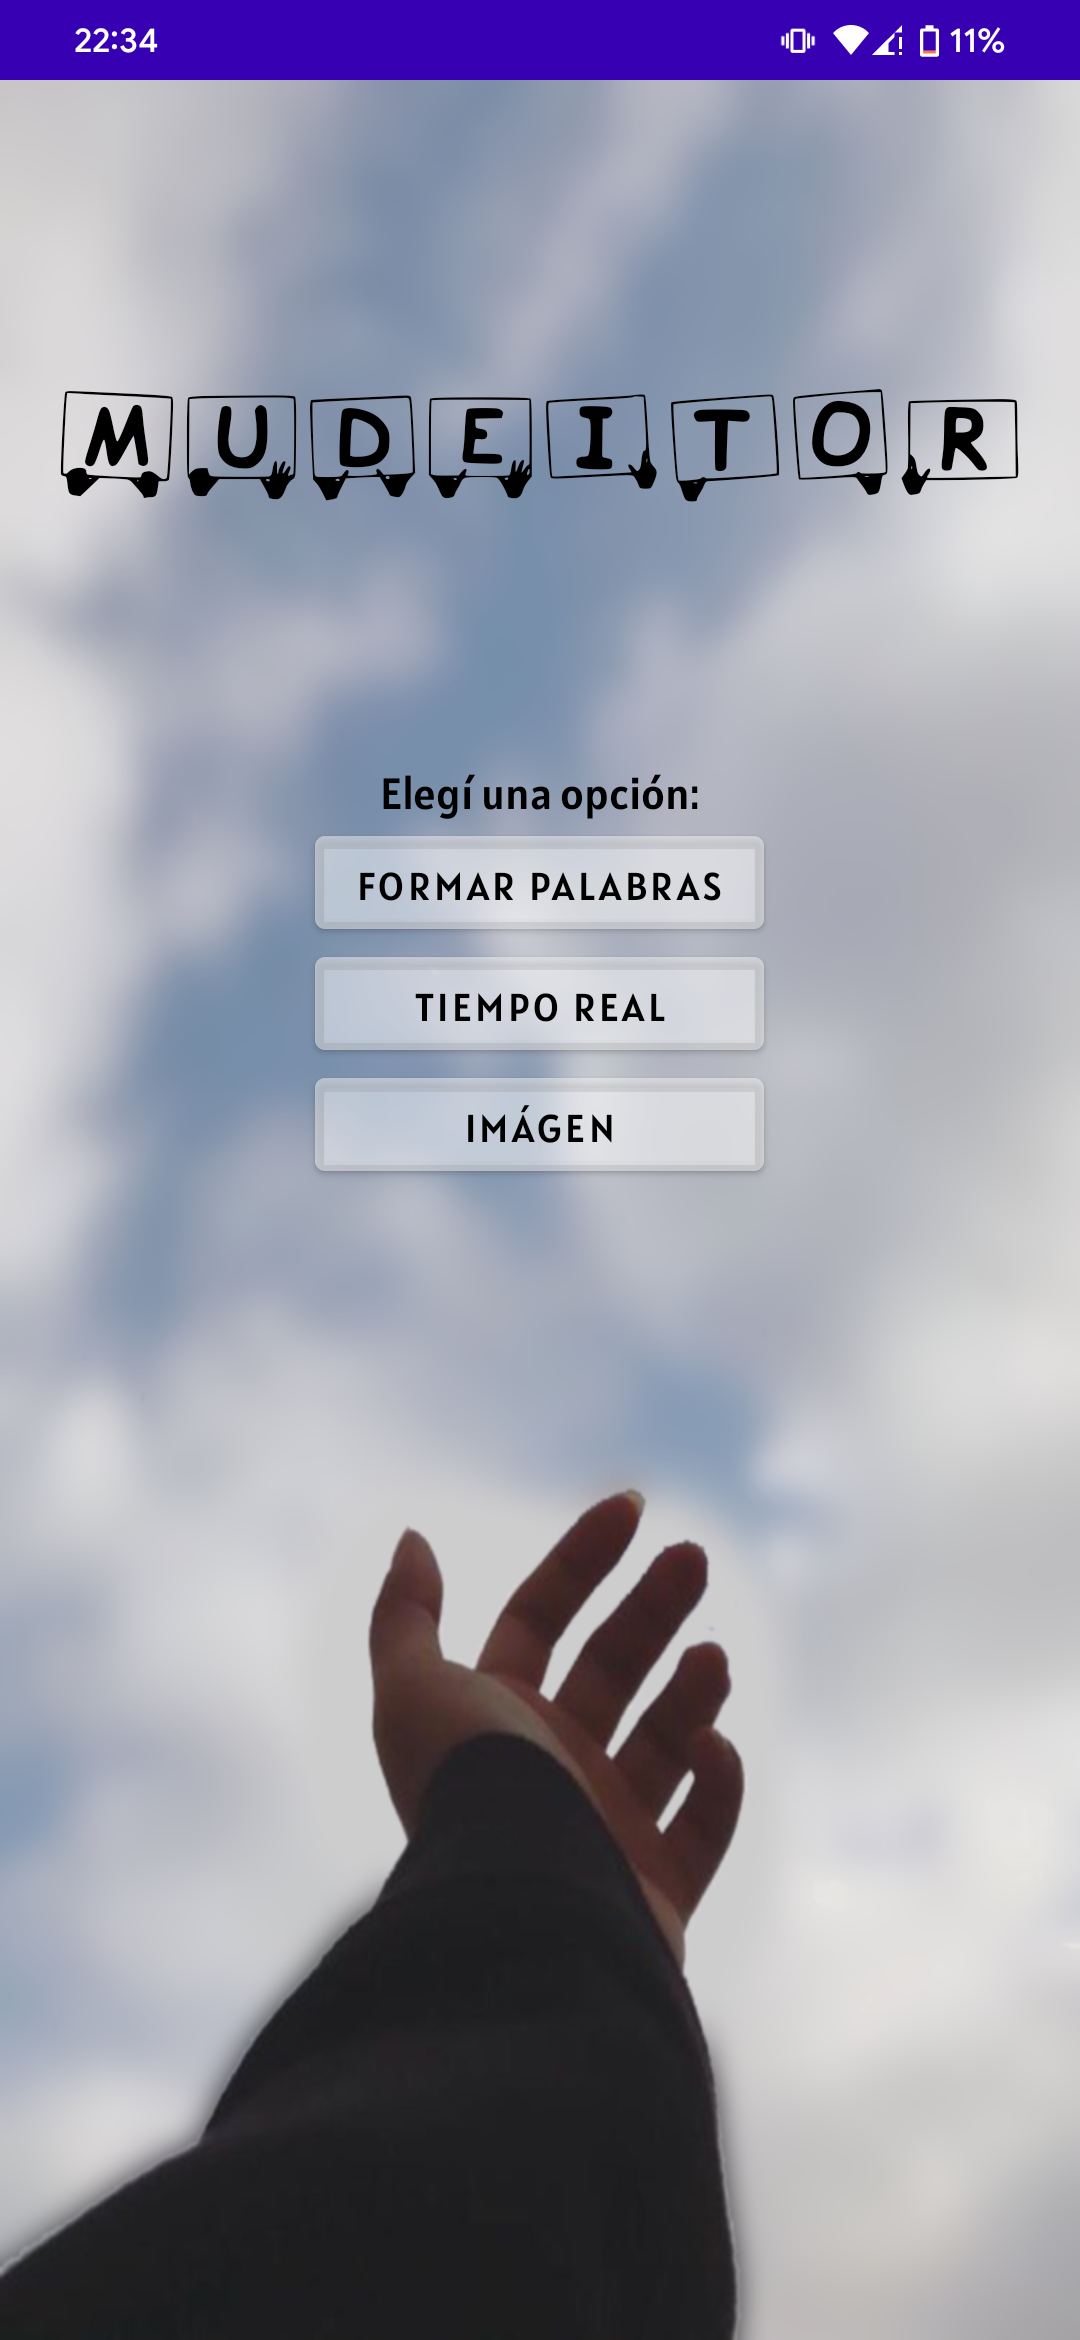 22:34 11%
MUDEITOR
Elegí una opción:
FORMAR PALABRAS
TIEMPO REAL
IMÁGEN